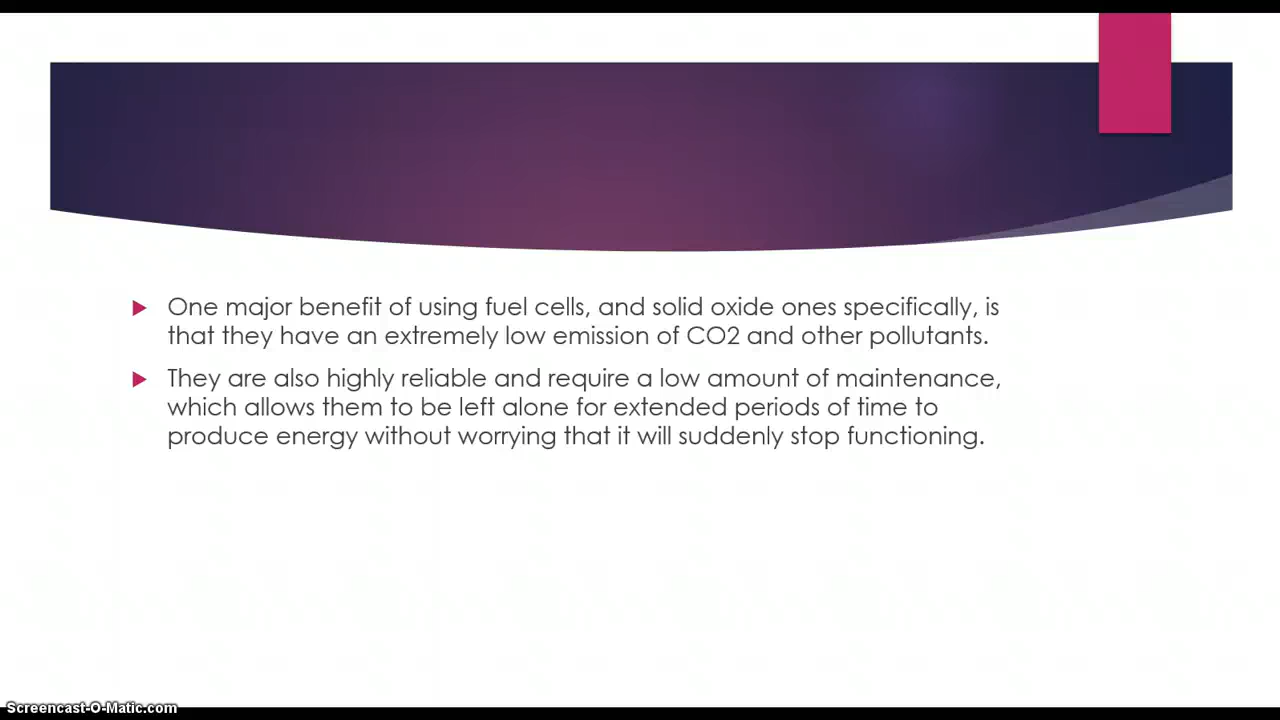 One major benefit of using fuel cells, and solid oxide ones specifically, is
that they have an extremely low emission of CO2 and other pollutants.
They are also highly reliable and require a low amount of maintenance,
which allows them to be left alone for extended periods of time to
produce energy without worrying that it will suddenly stop functioning.
Screencast-O-Matic.com